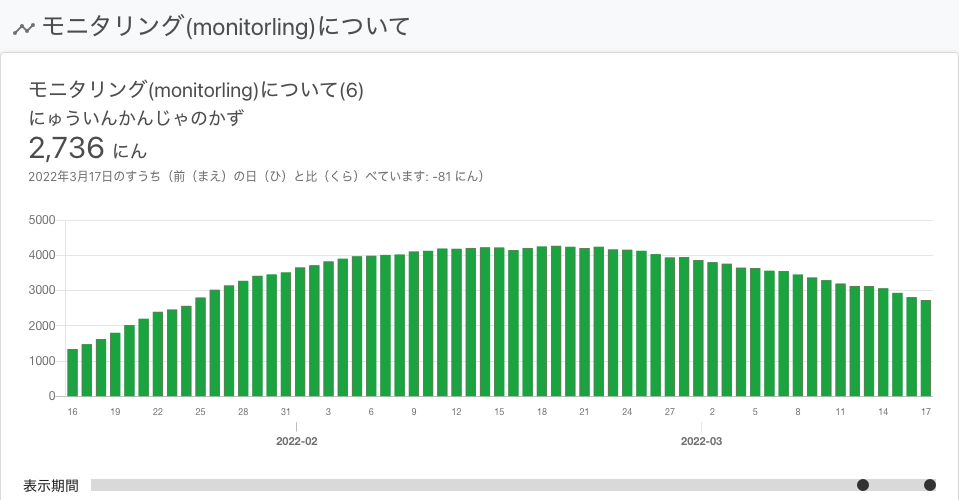 モニタリング(monitorling)について
モニタリング(monitorling)について(6)
にゅういんかんじゃのかず
2,736 にん
2022年3月17日のすうち（前（まえ）の日（ひ）と比（くら）べています: -81 にん）
5000
4000
3000
2000
1000
0
16 19 22 25 28 31 3 6 9 12 15 18 21 24 27 2 5 8 11 14 17
2022-02 2022-03
表示期間